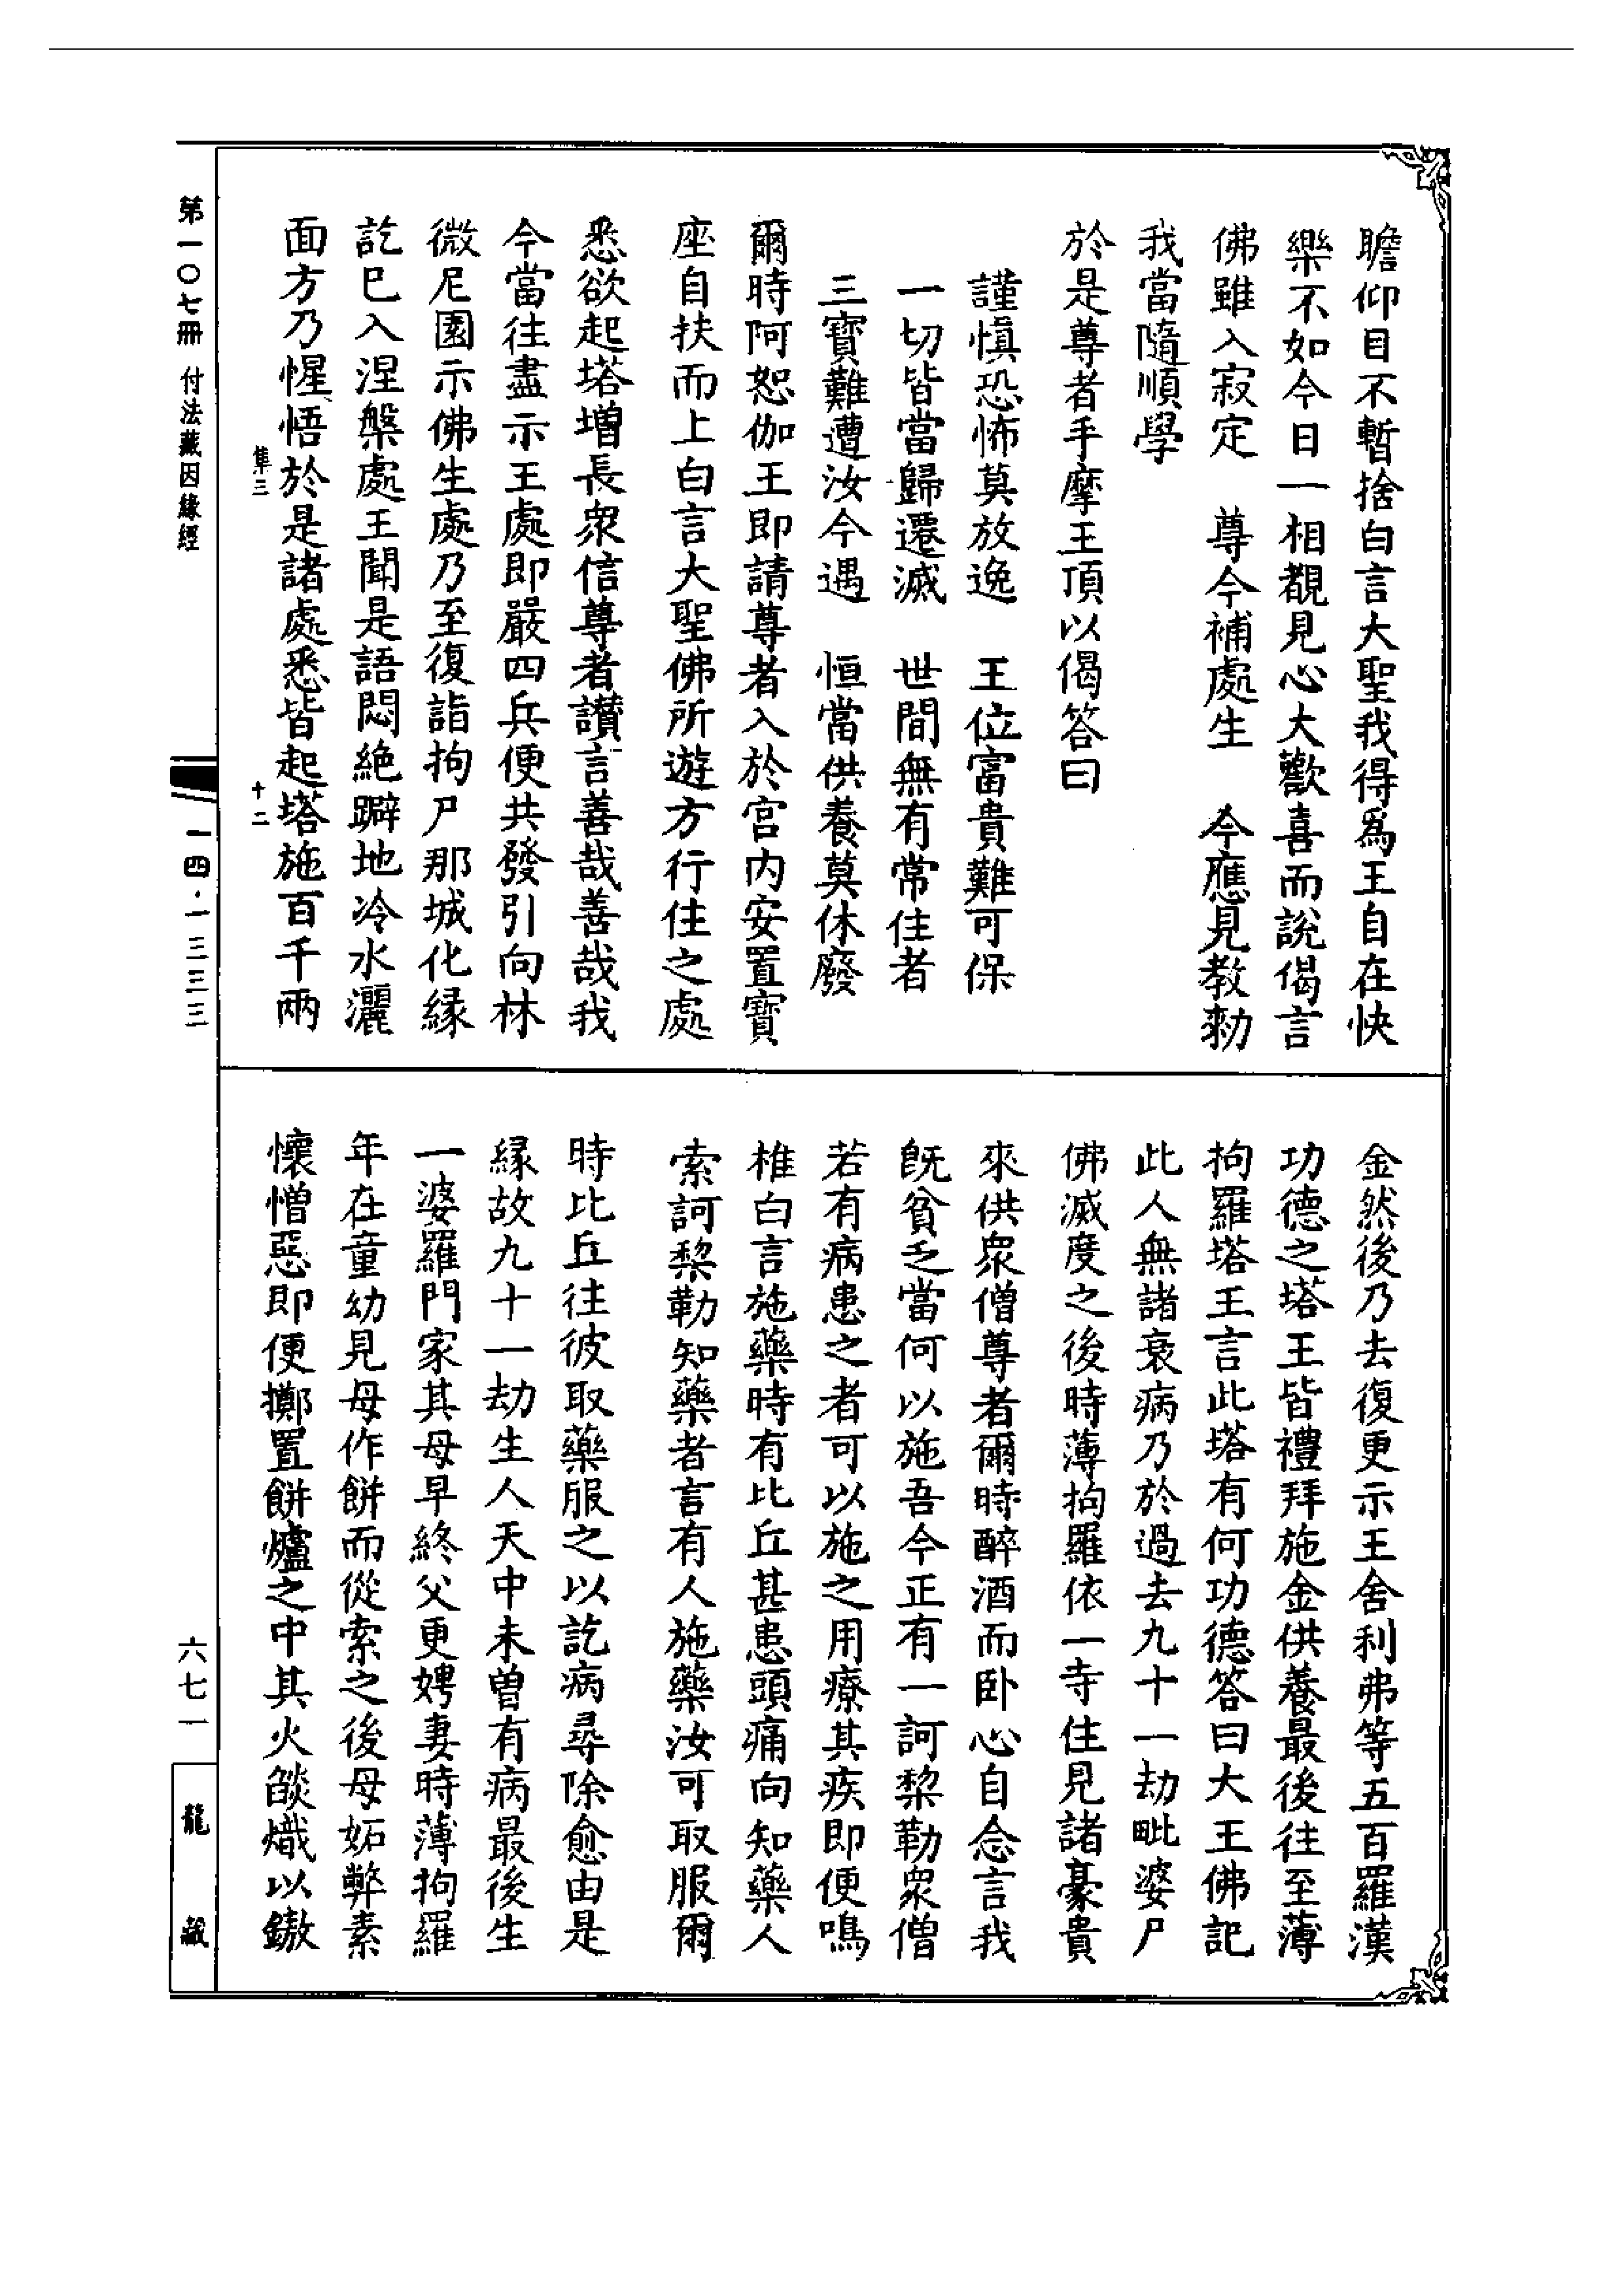 瞻仰目不暫捨白言大聖我得為王自在快
樂不如今日一相覩見心大歡喜而說偈言
佛雖入寂定　尊今補處生　今應見教勑
我當隨順學
於是尊者手摩王頂以偈答曰
謹慎恐怖莫放逸　王位富貴難可保
一切皆當歸遷滅　世間無有常住者
三寶難遭汝今遇　恒當供養莫休廢
爾時阿恕伽王即請尊者入於宮内安置寶
座自扶而上白言大聖佛所遊方行住之處
悉欲起塔增長衆信尊者讚言善哉善哉我
今當往盡示王處即嚴四兵便共發引向林
微尼園示佛生處乃至復詣拘尸那城化縁
訖巳入涅槃處王聞是語悶絶躃地冷水灑
面方乃惺悟於是諸處悉皆起塔施百千兩
隼三　十二
金然後乃去復更示王舍利弗等五百羅漢
功德之塔王皆禮拜施金供養最後往至薄
拘羅塔王言此塔有何功德答曰大王佛記
此人無諸衰病乃於過去九十一劫毗婆尸
佛滅度之後時薄拘羅依一寺住見諸豪貴
來供衆僧尊者爾時醉酒而卧心自念言我
既貧乏當何以施吾今正有一訶棃勒衆僧
若有病患之者可以施之用療其疾即便鳴
椎白言施藥時有比丘甚患頭痛向知藥人
索訶棃勒知藥者言有人施藥汝可取服爾
時比丘往彼取藥服之以訖病尋除愈由是
縁故九十一劫生人天中未曽有病最後生
一婆羅門家其母早終父更娉妻時薄拘羅
年在童幼見母作餅而從索之後母妬弊素
懷憎惡即便擲置餅爐之中其火燄熾以鏊
第一〇七冊　付法藏因緣經
一四·一三三三
六七一
龍藏